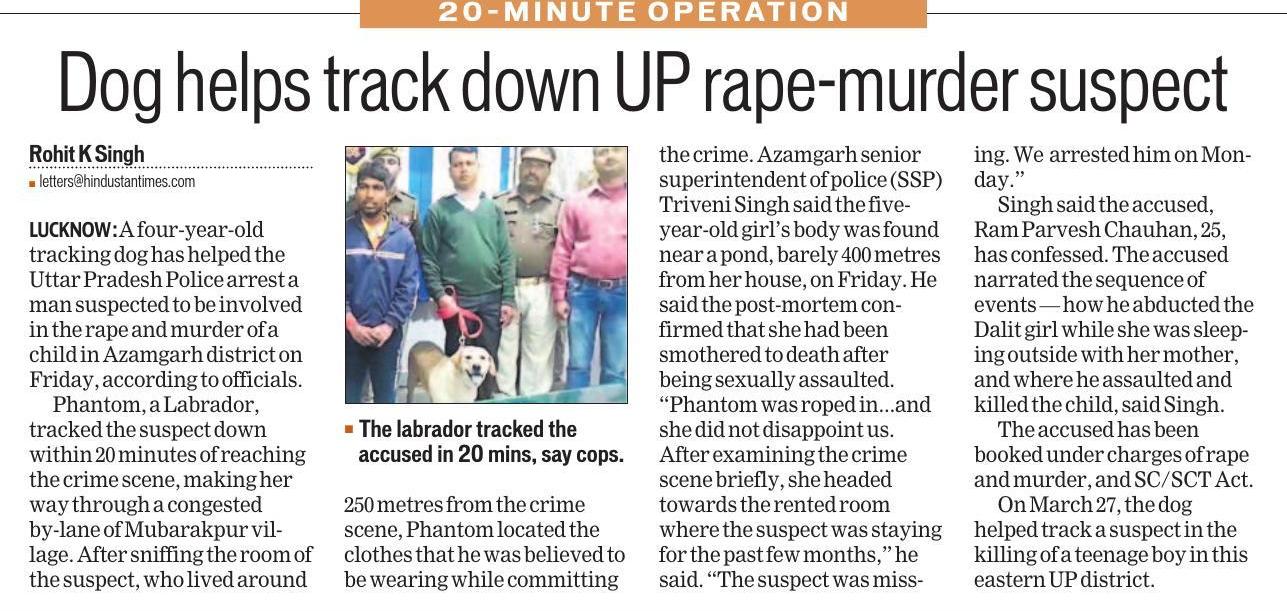 20-MINUTE OPERATION
Dog helps track down UP rape-murder suspect
Rohit K Singh
letters@hindustantimes.com
LUCKNOW: A four-year-old
tracking dog has helped the
Uttar Pradesh Police arrest a
man suspected to be involved
in the rape and murder of a
child in Azamgarh district on
Friday, according to officials.
Phantom, a Labrador,
tracked the suspect down
within 20 minutes of reaching
the crime scene, making her
way through a congested
by-lane of Mubarakpur vil-
lage. After sniffing the room of
the suspect, who lived around
The labrador tracked the
accused in 20 mins, say cops.
250 metres from the crime
scene, Phantom located the
clothes that he was believed to
be wearing while committing
the crime. Azamgarh senior
superintendent of police (SSP)
Triveni Singh said the five-
year-old girl's body was found
near a pond, barely 400 metres
from her house, on Friday. He
said the post-mortem con-
firmed that she had been
smothered to death after
being sexually assaulted.
“Phantom was roped in...and
she did not disappoint us.
After examining the crime
scene briefly, she headed
towards the rented room
where the suspect was staying
for the past few months,” he
said. “The suspect was miss-
ing. We arrested him on Mon-
day.”
Singh said the accused,
Ram Parvesh Chauhan, 25,
has confessed. The accused
narrated the sequence of
events — how he abducted the
Dalit girl while she was sleep-
ing outside with her mother,
and where he assaulted and
killed the child, said Singh.
The accused has been
booked under charges of rape
and murder, and SC/SCT Act.
On March 27, the dog
helped track a suspect in the
killing of a teenage boy in this
eastern UP district.